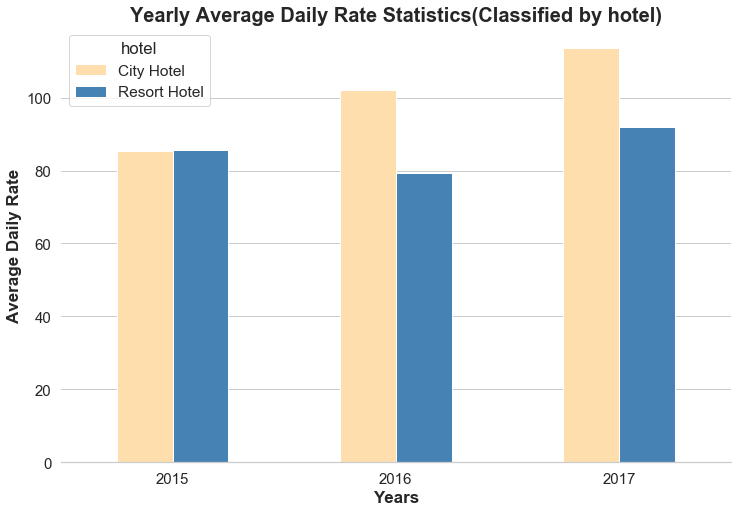 Yearly Average Daily Rate Statistics(Classified by hotel)
hotel
City Hotel
Resort Hotel
100
80
60
40
20
0
Average Daily Rate
2015
2016
2017
Years